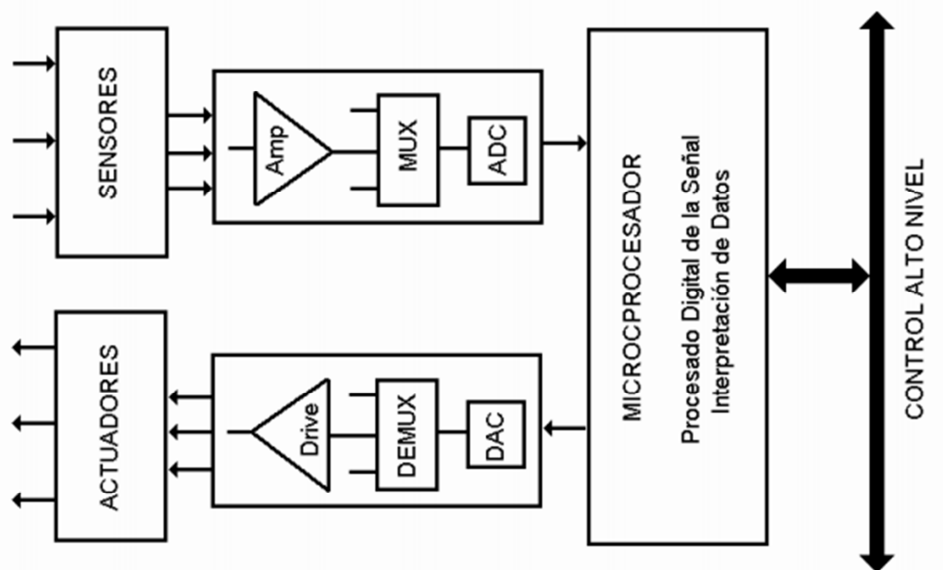 SENSORES
Amp
MUX
ADC
ACTUADORES
Drive
DEMUX
DAC
MICROCPROCESADOR
Procesado Digital de la Señal
Interpretación de Datos
CONTROL ALTO NIVEL